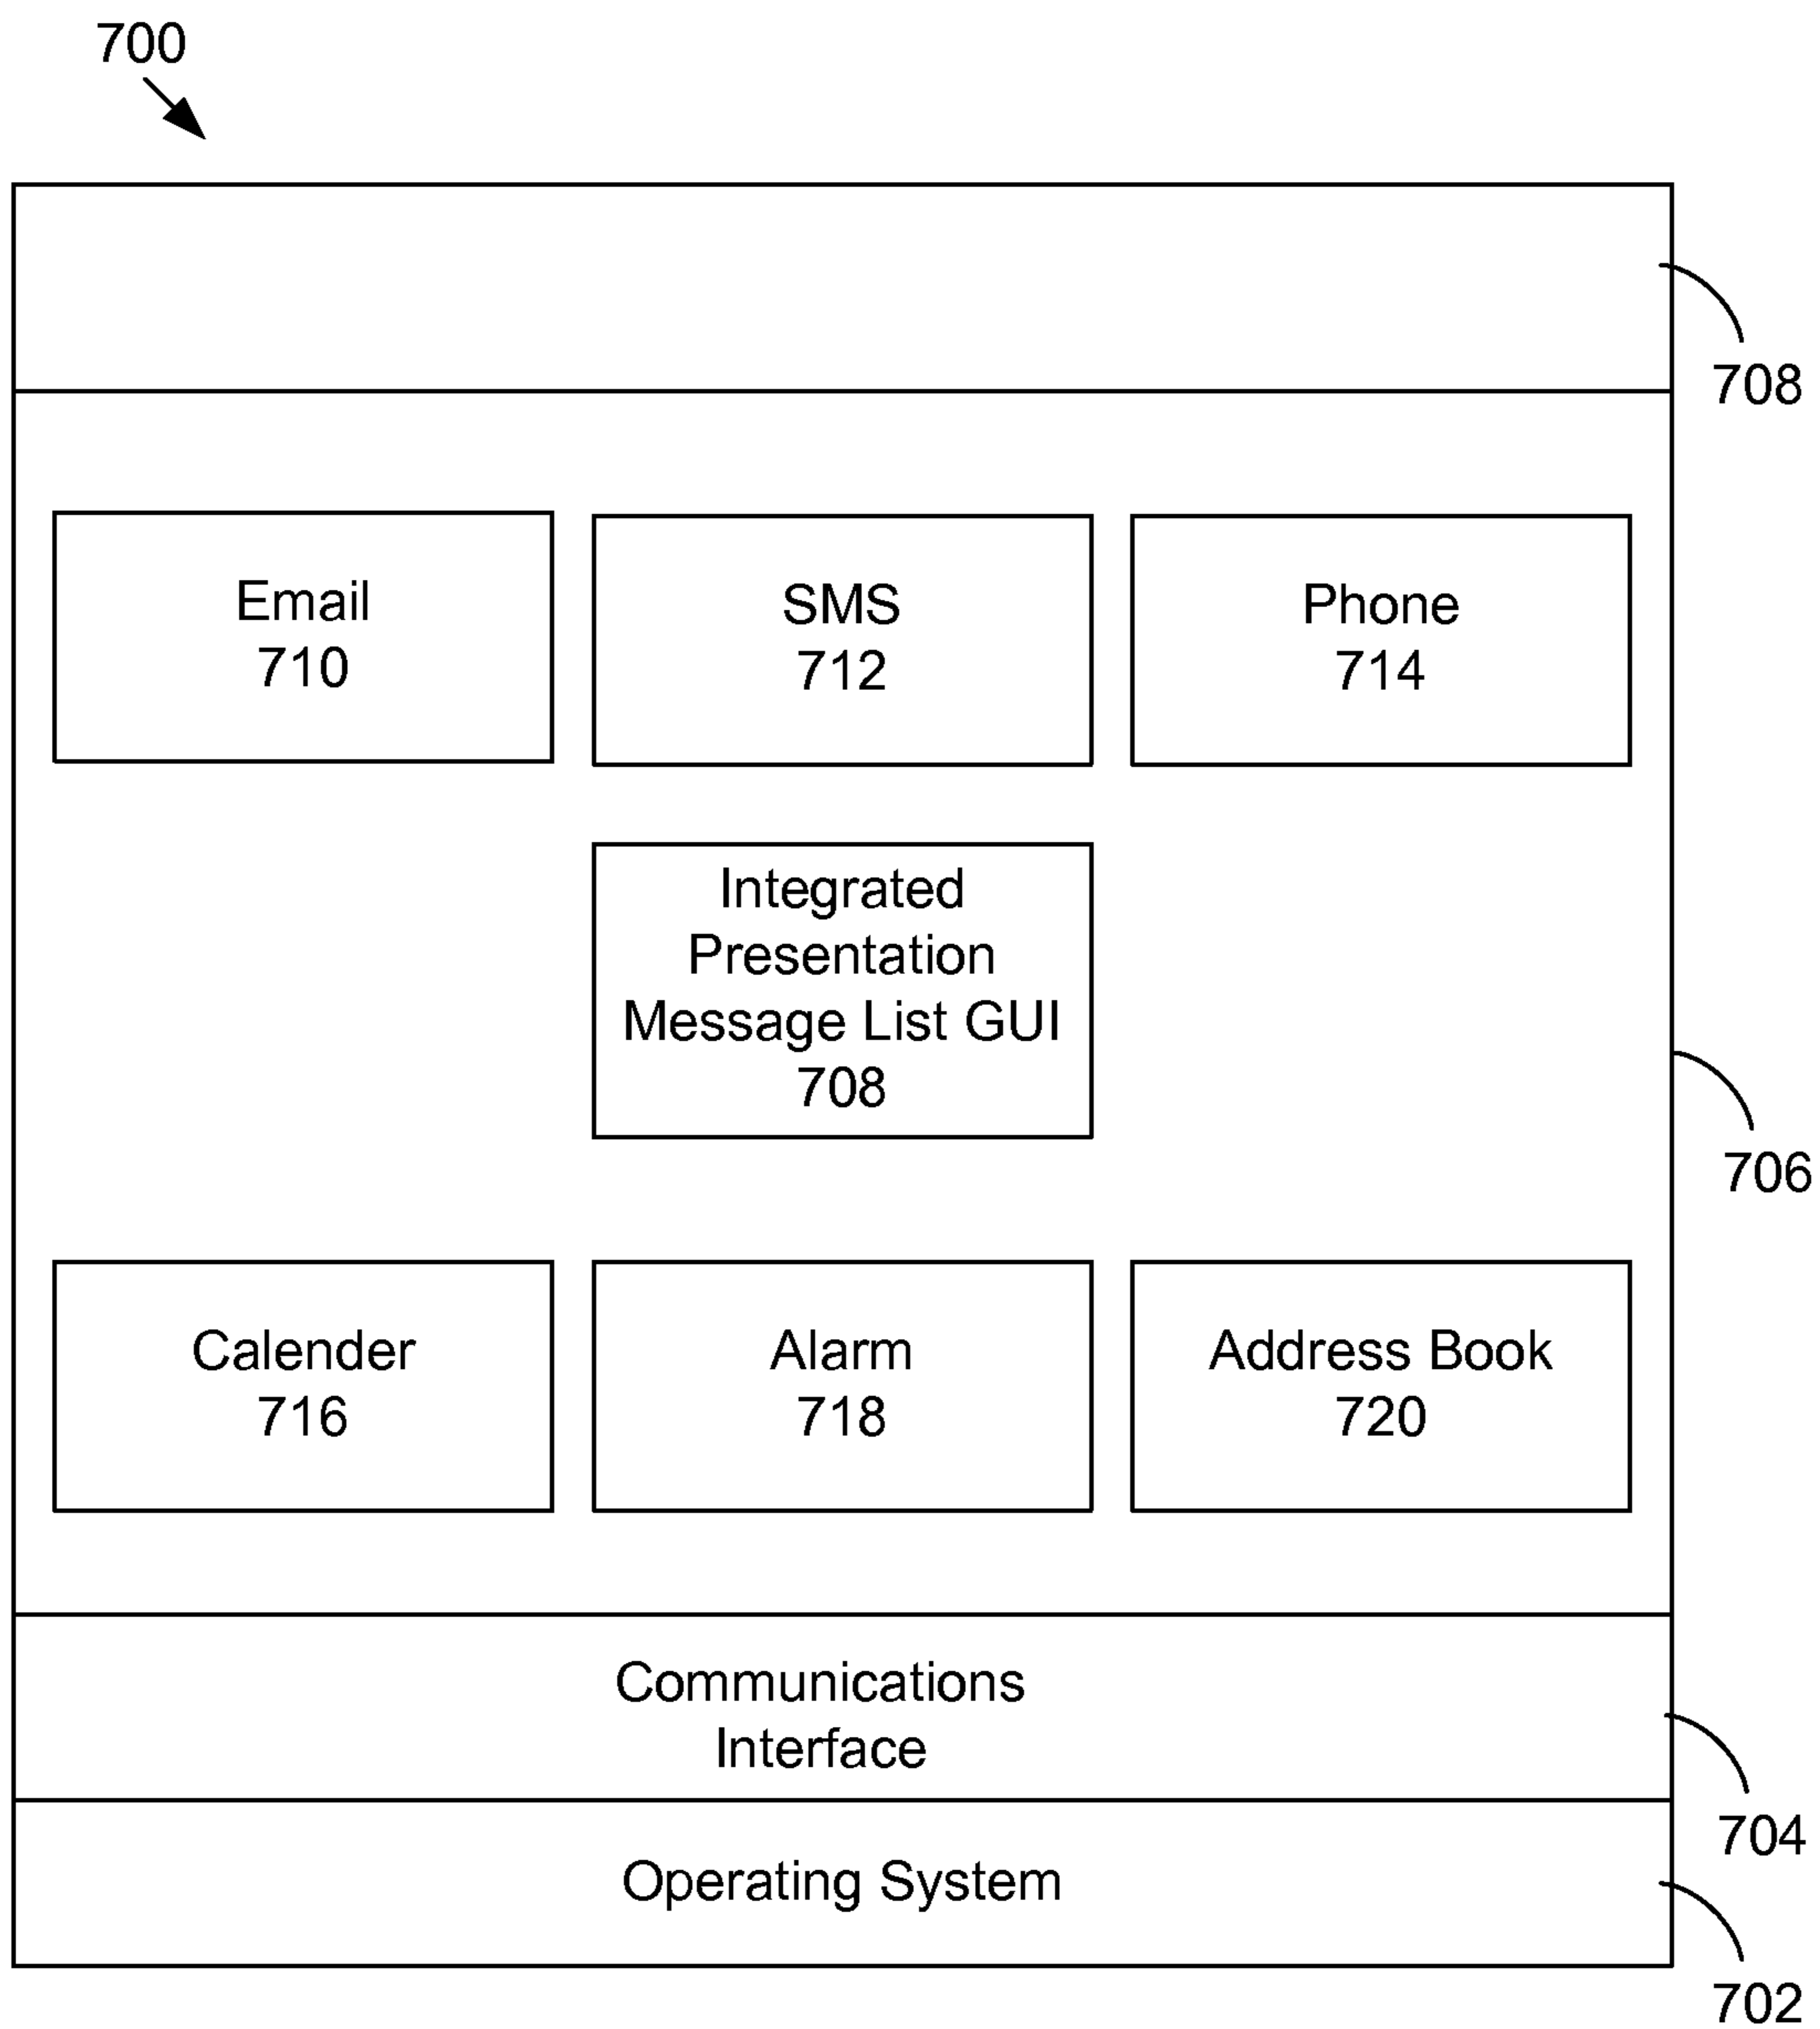 700
708
Email
710
SMS
712
Phone
714
Integrated
Presentation
Message List GUI
708
706
Calender
716
Alarm
718
Address Book
720
Communications
Interface
704
Operating System
702